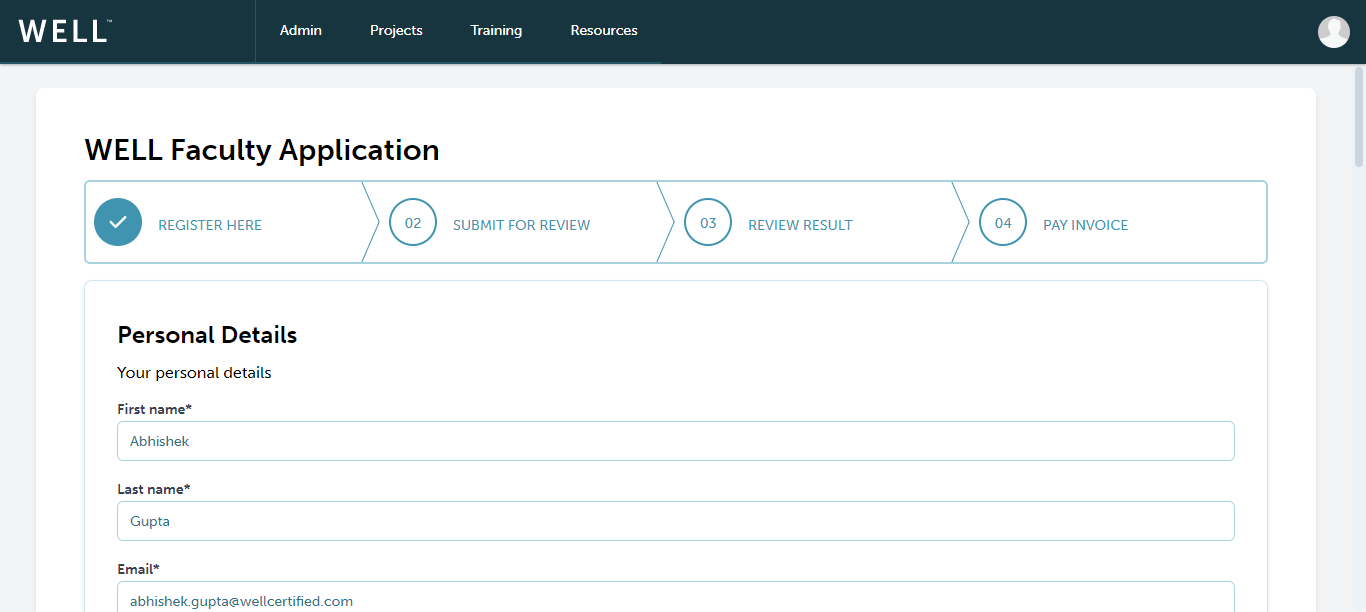 WELL™
Admin Projects Training Resources
WELL Faculty Application
REGISTER HERE 02 SUBMIT FOR REVIEW 03 REVIEW RESULT 04 PAY INVOICE
Personal Details
Your personal details
First name*
Abhishek
Last name*
Gupta
Email*
abhishek.gupta@wellcertified.com